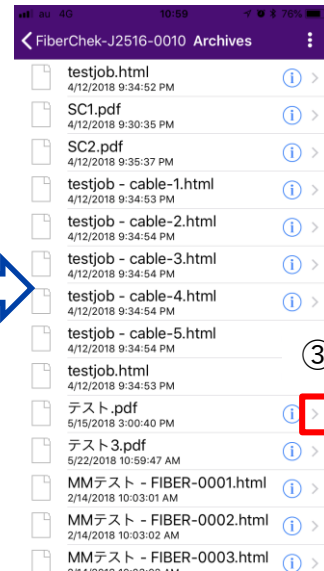 au 4G 10:59 76%
FiberChek-J2516-0010 Archives
testjob.html
4/12/2018 9:34:52 PM
SC1.pdf
4/12/2018 9:30:35 PM
SC2.pdf
4/12/2018 9:35:37 PM
testjob - cable-1.html
4/12/2018 9:34:53 PM
testjob - cable-2.html
4/12/2018 9:34:54 PM
testjob - cable-3.html
4/12/2018 9:34:54 PM
testjob - cable-4.html
4/12/2018 9:34:54 PM
testjob - cable-5.html
4/12/2018 9:34:54 PM
③
testjob.html
4/12/2018 9:34:53 PM
テスト.pdf
5/15/2018 3:00:40 PM
テスト3.pdf
5/22/2018 10:59:47 AM
MMテスト - FIBER-0001.html
2/14/2018 10:03:01 AM
MMテスト - FIBER-0002.html
2/14/2018 10:03:02 AM
MMテスト - FIBER-0003.html